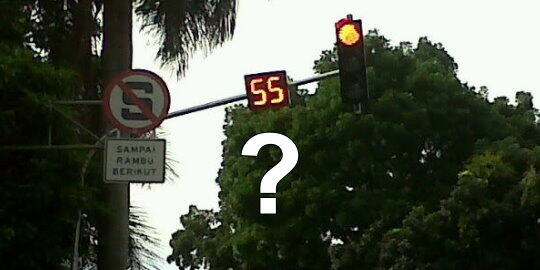 S
55
SAMPAI
RAMBU
BERIKUT
?